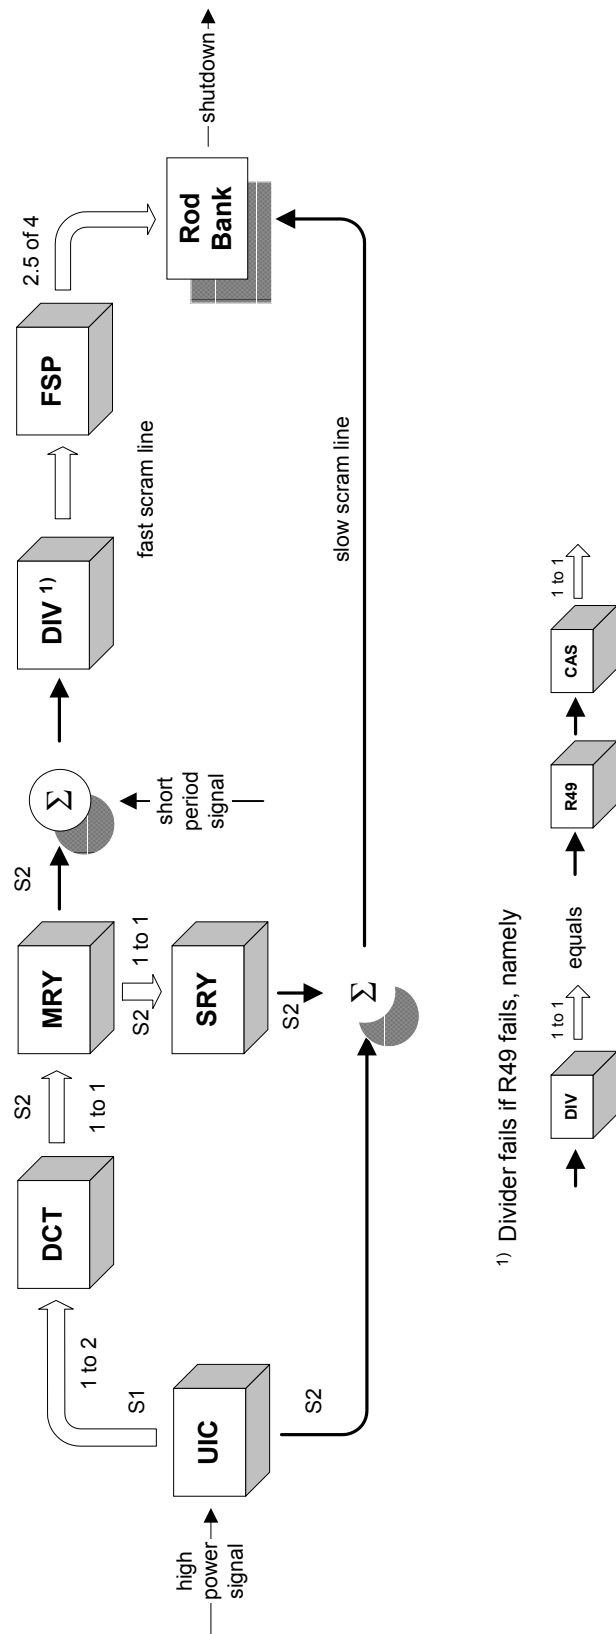 high
power
signal
UIC
S1
1 to 2
S2
DCT
S2
1 to 1
MRY
S2
S2
1 to 1
SRY
S2
Σ
short
period
signal
Σ
DIV 1)
fast scram line
FSP
2.5 of 4
slow scram line
Rod
Bank
shutdown
1) Divider fails if R49 fails, namely
DIV
1 to 1
equals
R49
CAS
1 to 1